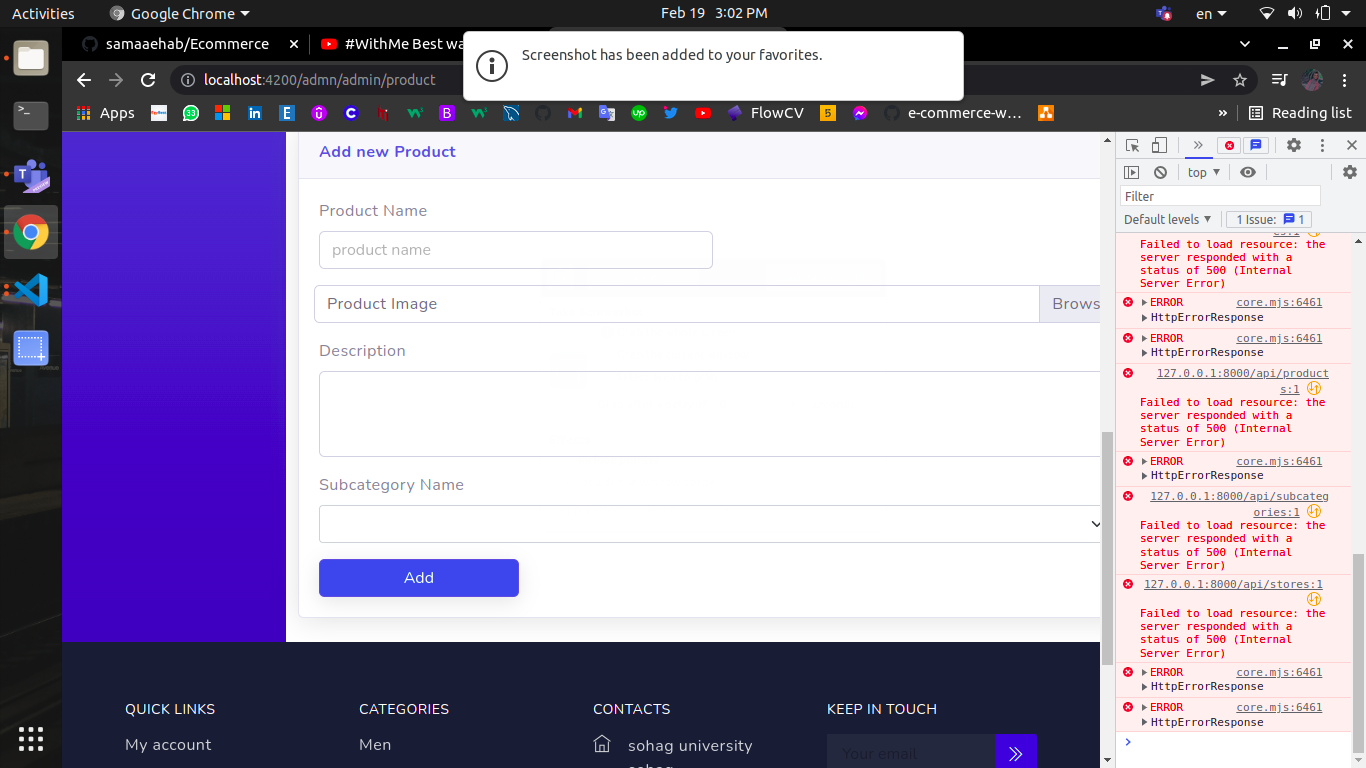 Activities
Google Chrome
Feb 19 3:02 PM
en
samaaehab/Ecommerce
#WithMe Best wa
Screenshot has been added to your favorites.
localhost:4200/admn/admin/product
Apps
FlowCV
5
e-commerce-w...
»
Reading list
Add new Product
Product Name
product name
Product Image
Brows
Description
Subcategory Name
Add
QUICK LINKS
CATEGORIES
CONTACTS
KEEP IN TOUCH
My account
Men
sohag university
Your email
top
Filter
Default levels
1 Issue: 1
Failed to load resource: the
server responded with a
status of 500 (Internal
Server Error)
ERROR core.mjs:6461
HttpErrorResponse
ERROR core.mjs:6461
HttpErrorResponse
127.0.0.1:8000/api/product
s:1
Failed to load resource: the
server responded with a
status of 500 (Internal
Server Error)
ERROR core.mjs:6461
HttpErrorResponse
127.0.0.1:8000/api/subcateg
ories:1
Failed to load resource: the
server responded with a
status of 500 (Internal
Server Error)
127.0.0.1:8000/api/stores:1
Failed to load resource: the
server responded with a
status of 500 (Internal
Server Error)
ERROR core.mjs:6461
HttpErrorResponse
ERROR core.mjs:6461
HttpErrorResponse